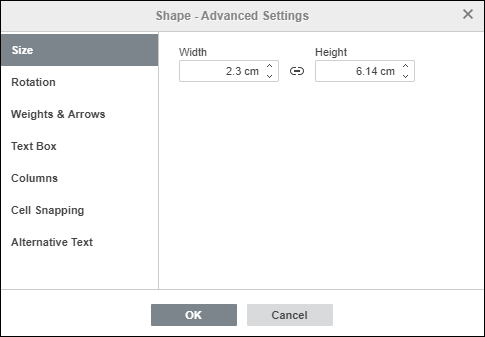 Shape - Advanced Settings
Size
Width
Height
2.3 cm
6.14 cm
Rotation
Weights & Arrows
Text Box
Columns
Cell Snapping
Alternative Text
OK
Cancel